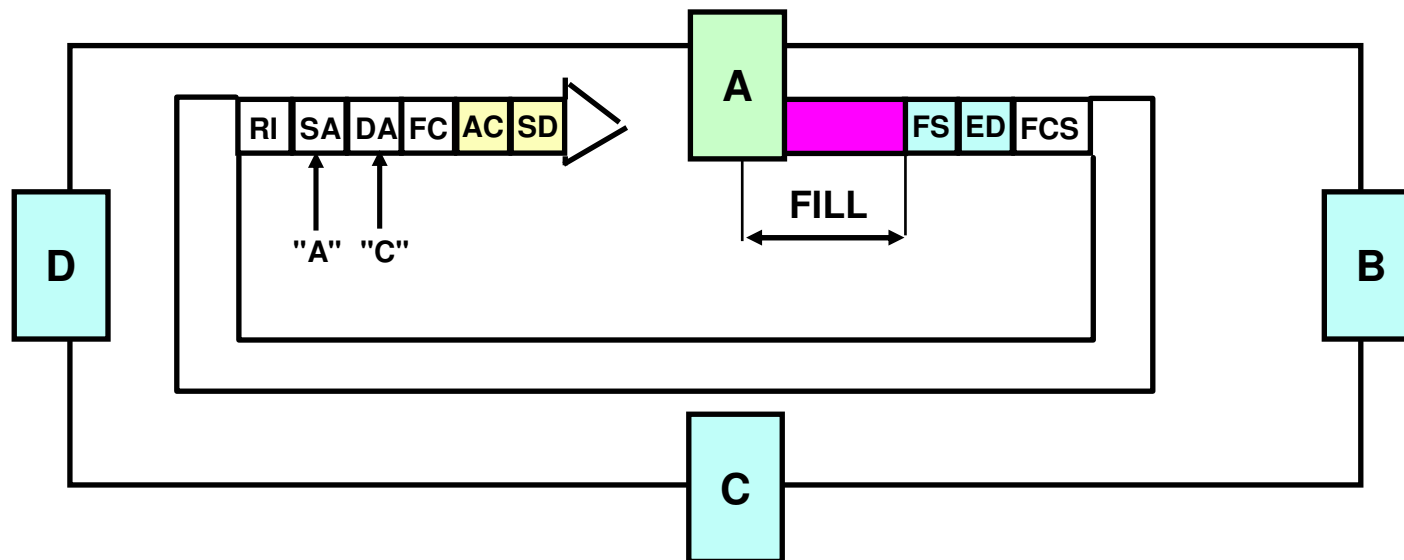 A
RI SA DA FC AC SD
FS ED FCS
FILL
"A" "C"
D
B
C